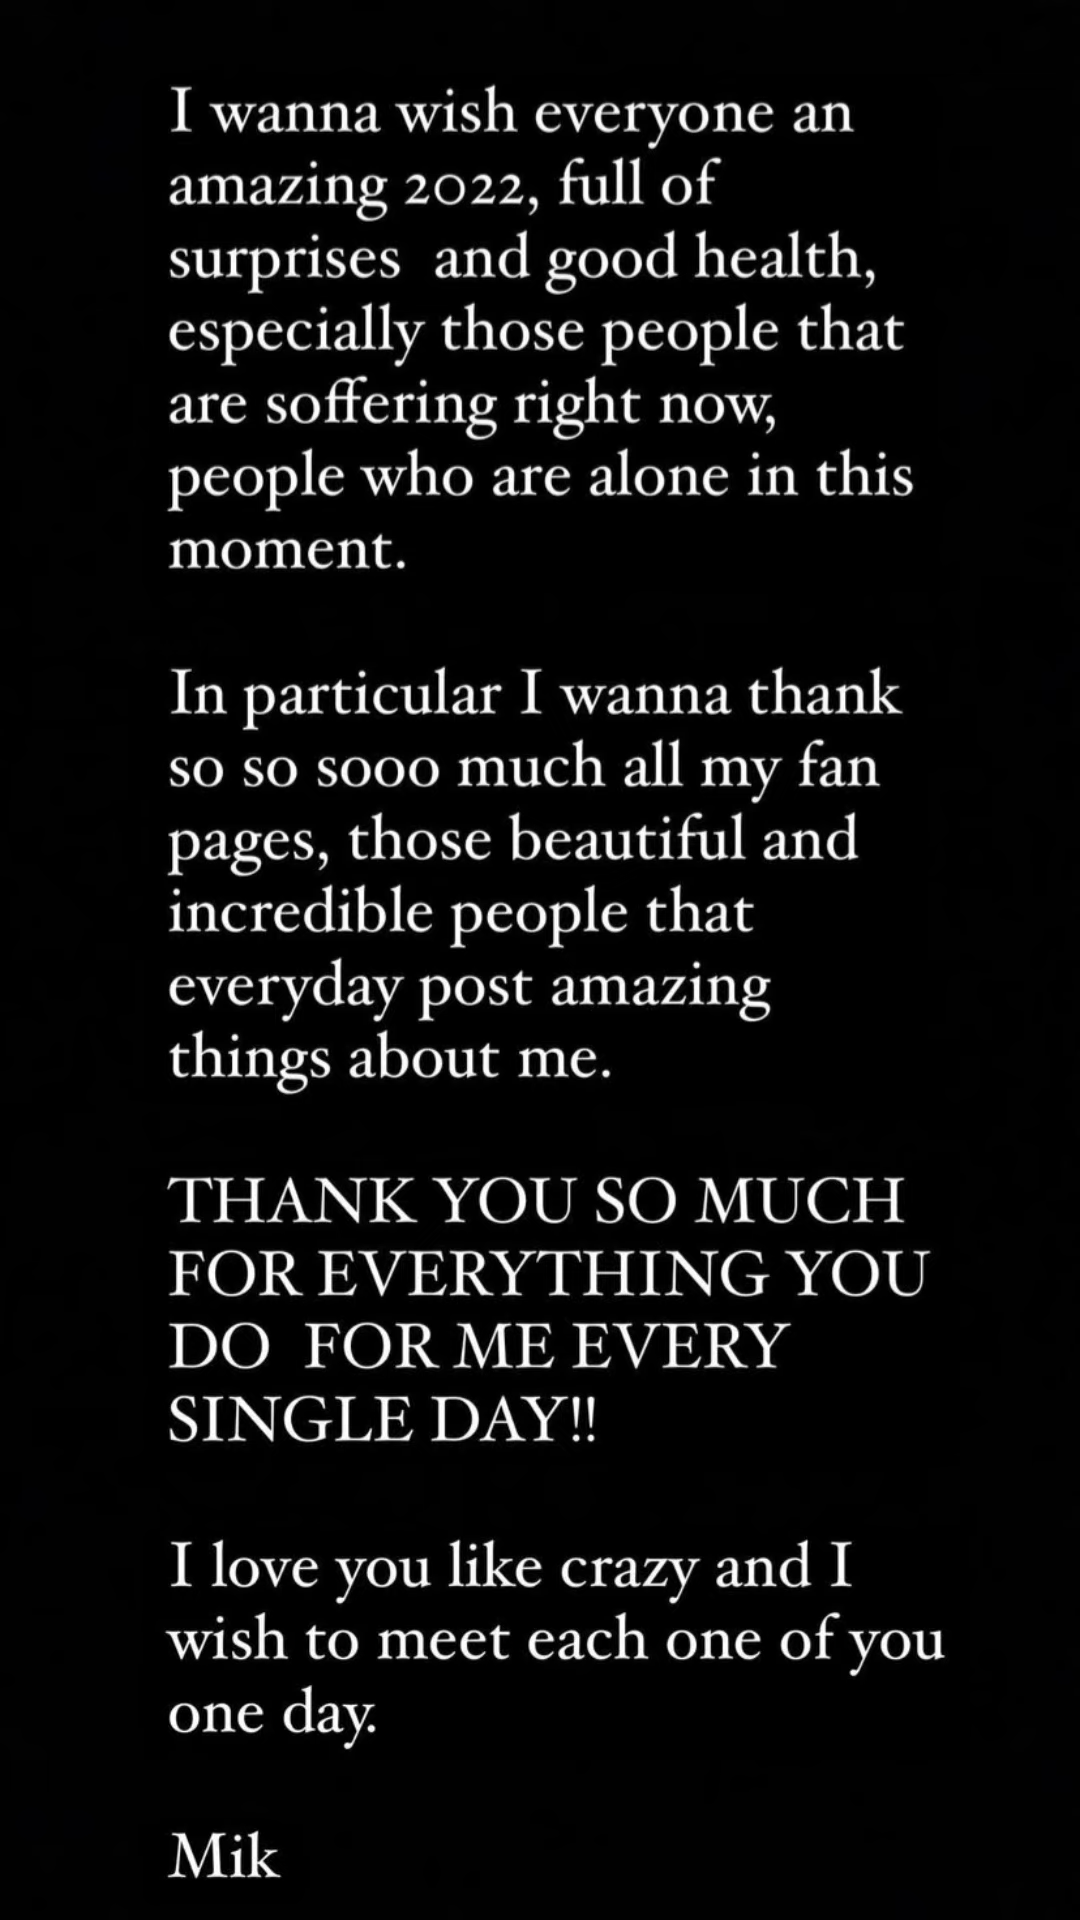 I wanna wish everyone an
amazing 2022, full of
surprises  and good health,
especially those people that
are soffering right now,
people who are alone in this
moment.
In particular I wanna thank
so so sooo much all my fan
pages, those beautiful and
incredible people that
everyday post amazing
things about me.
THANK YOU SO MUCH
FOR EVERYTHING YOU
DO  FOR ME EVERY
SINGLE DAY!!
I love you like crazy and I
wish to meet each one of you
one day.
Mik